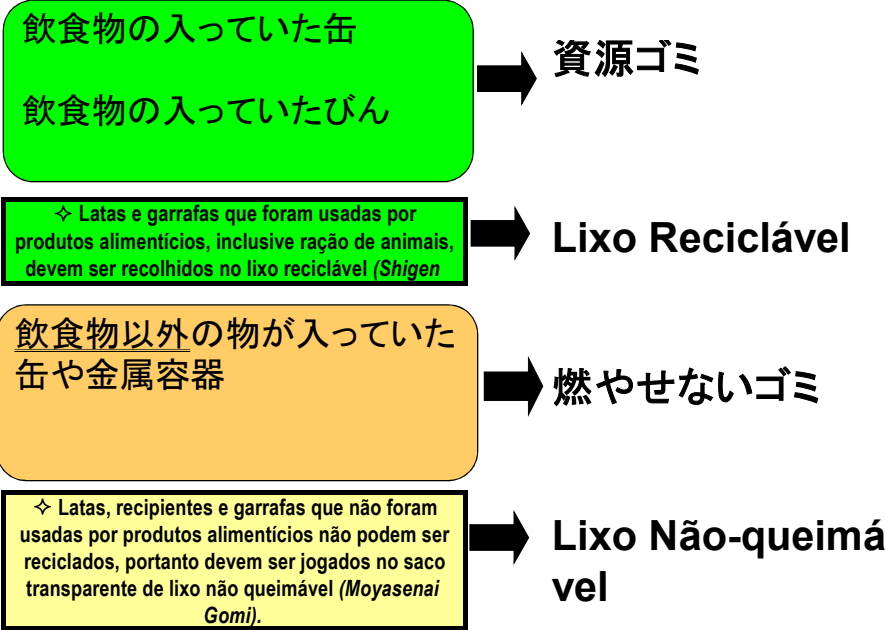 飲食物の入っていた缶
飲食物の入っていたびん
資源ゴミ
✧ Latas e garrafas que foram usadas por
produtos alimentícios, inclusive ração de animais,
devem ser recolhidos no lixo reciclável (Shigen
Lixo Reciclável
飲食物以外の物が入っていた
缶や金属容器
燃やせないゴミ
✧ Latas, recipientes e garrafas que não foram
usadas por produtos alimentícios não podem ser
reciclados, portanto devem ser jogados no saco
transparente de lixo não queimável (Moyasenai
Gomi).
Lixo Não-queimá
vel